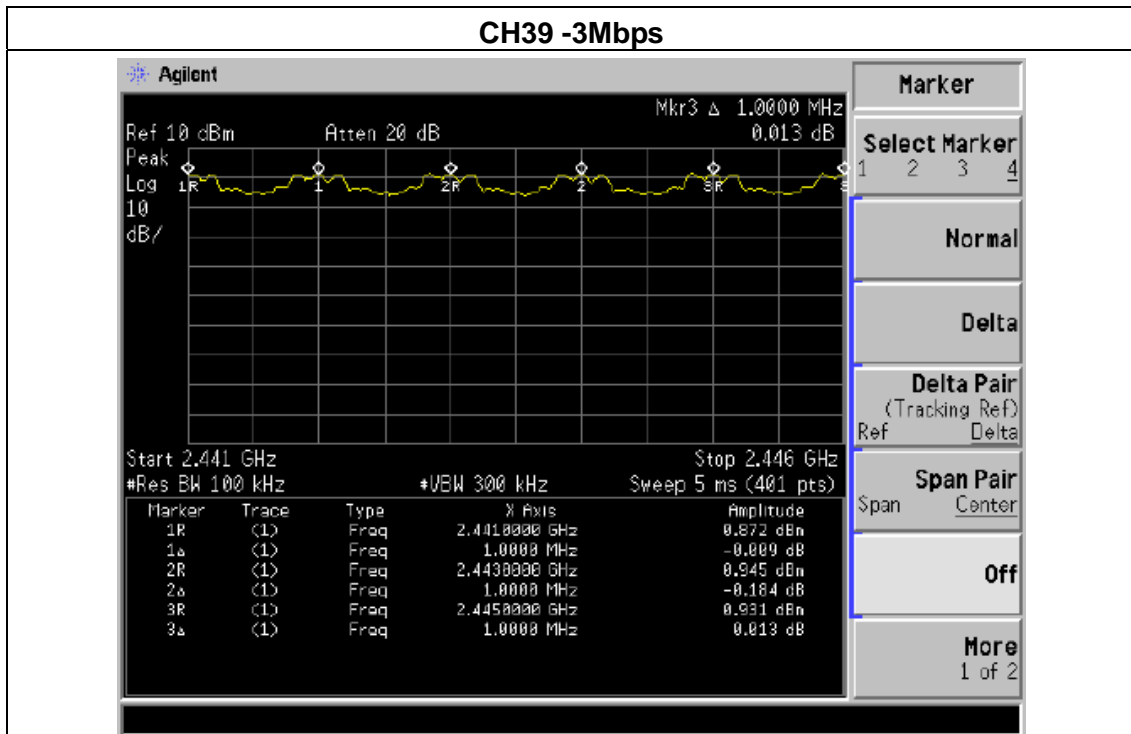 CH39 -3Mbps
Agilent
Mkr3 Δ 1.0000 MHz
Ref 10 dBm Atten 20 dB 0.013 dB
Peak
Log
10
dB/
1R 1 2R 2 3R 3
Start 2.441 GHz Stop 2.446 GHz
#Res BW 100 kHz #VBW 300 kHz Sweep 5 ms (401 pts)
Marker Trace Type X Axis Amplitude
1R (1) Freq 2.4410000 GHz 0.872 dBm
1Δ (1) Freq 1.0000 MHz -0.009 dB
2R (1) Freq 2.4430000 GHz 0.945 dBm
2Δ (1) Freq 1.0000 MHz -0.184 dB
3R (1) Freq 2.4450000 GHz 0.931 dBm
3Δ (1) Freq 1.0000 MHz 0.013 dB
Marker
Select Marker
1 2 3 4
Normal
Delta
Delta Pair
(Tracking Ref)
Ref Delta
Span Pair
Span Center
Off
More
1 of 2